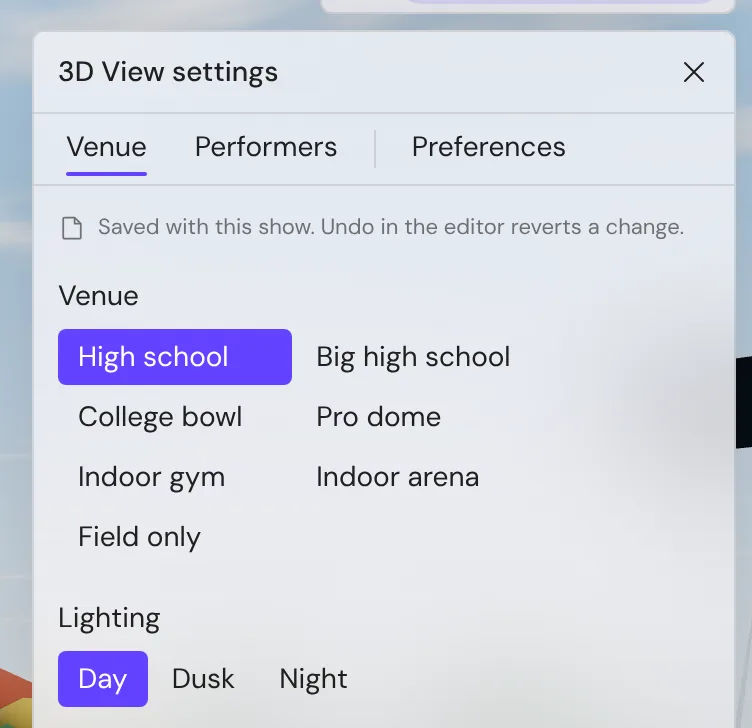 3D View settings
Venue Performers Preferences
Saved with this show. Undo in the editor reverts a change.
Venue
High school Big high school
College bowl Pro dome
Indoor gym Indoor arena
Field only
Lighting
Day Dusk Night